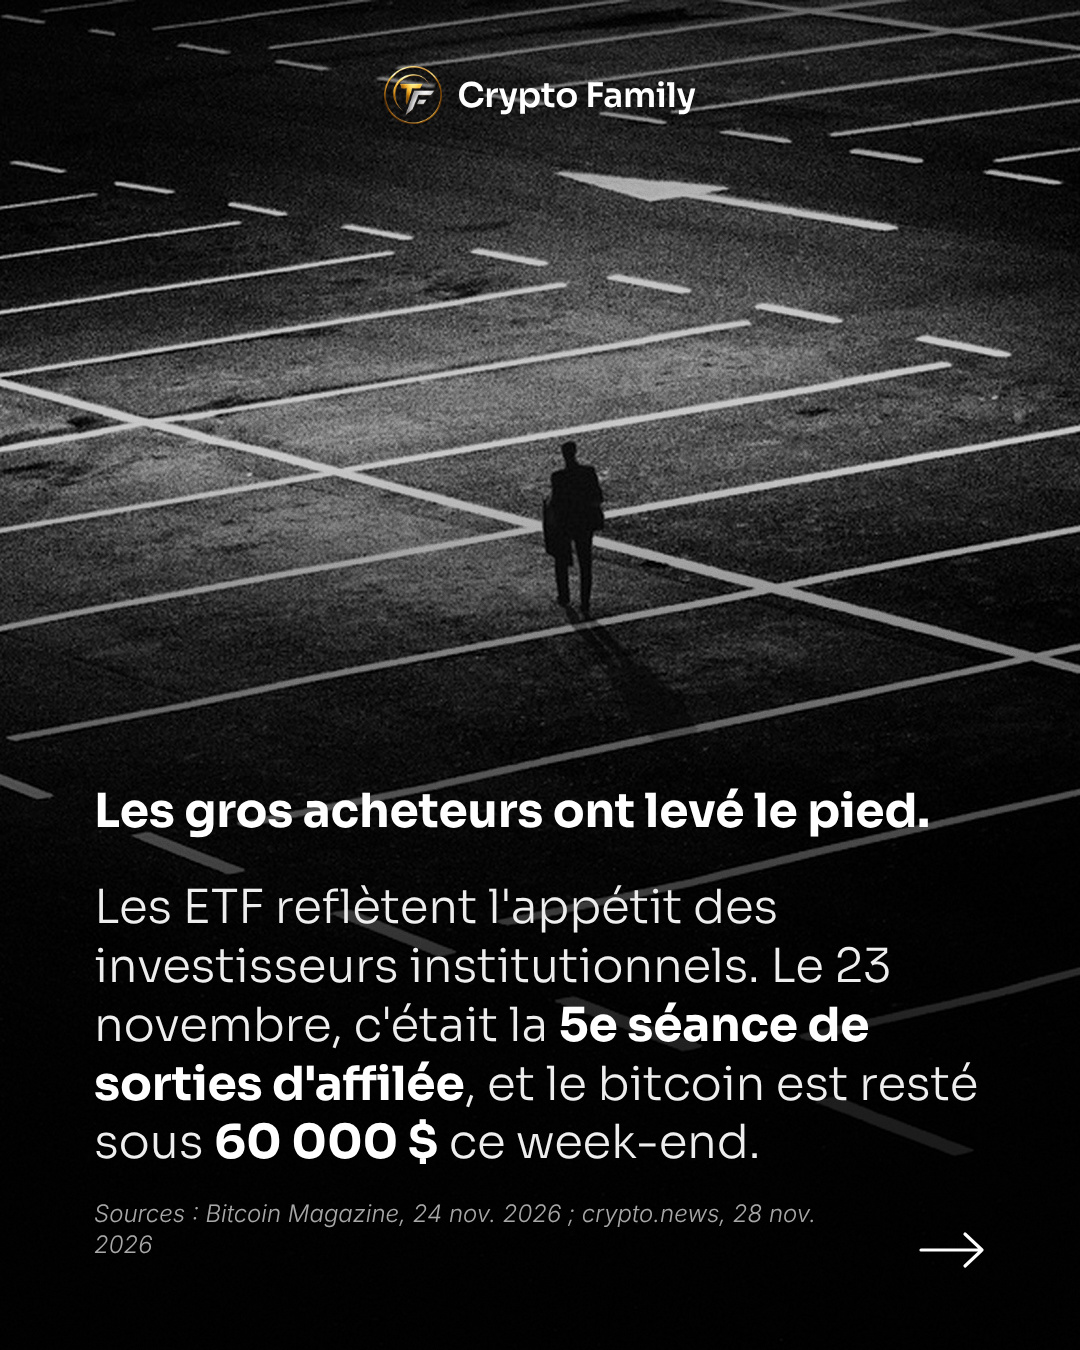 Crypto Family
Les gros acheteurs ont levé le pied.
Les ETF reflètent l'appétit des
investisseurs institutionnels. Le 23
novembre, c'était la 5e séance de
sorties d'affilée, et le bitcoin est resté
sous 60 000 $ ce week-end.
Sources : Bitcoin Magazine, 24 nov. 2026 ; crypto.news, 28 nov.
2026